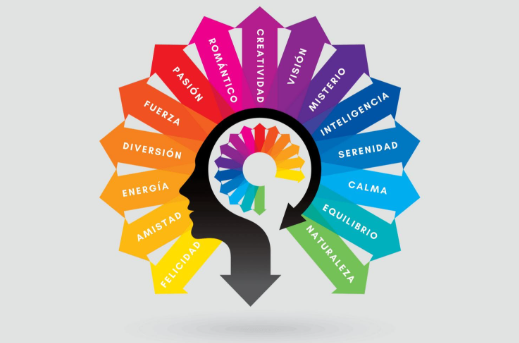 FELICIDAD
AMISTAD
ENERGÍA
DIVERSIÓN
FUERZA
PASIÓN
ROMÁNTICO
CREATIVIDAD
VISIÓN
MISTERIO
INTELIGENCIA
SERENIDAD
CALMA
EQUILIBRIO
NATURALEZA